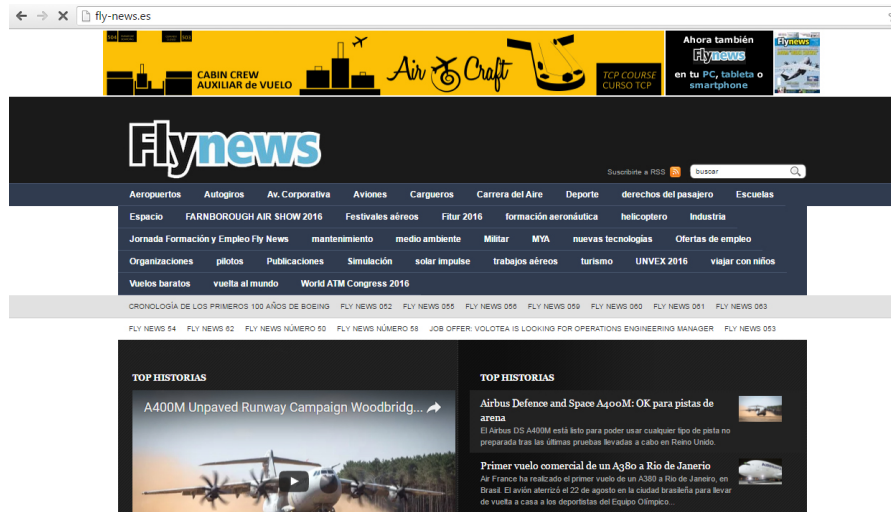 fly-news.es
504
503
CABIN CREW
AUXILIAR de VUELO
Air Craft
TCP COURSE
CURSO TCP
Ahora también
Flynews
en tu PC, tableta o
smartphone
Flynews
Flynews
Suscribirte a RSS
buscar
Aeropuertos Autogiros Av. Corporativa Aviones Cargueros Carrera del Aire Deporte derechos del pasajero Escuelas
Espacio FARNBOROUGH AIR SHOW 2016 Festivales aéreos Fitur 2016 formación aeronáutica helicoptero Industria
Jornada Formación y Empleo Fly News mantenimiento medio ambiente Militar MYA nuevas tecnologías Ofertas de empleo
Organizaciones pilotos Publicaciones Simulación solar impulse trabajos aéreos turismo UNVEX 2016 viajar con niños
Vuelos baratos vuelta al mundo World ATM Congress 2016
CRONOLOGÍA DE LOS PRIMEROS 100 AÑOS DE BOEING FLY NEWS 052 FLY NEWS 055 FLY NEWS 056 FLY NEWS 059 FLY NEWS 060 FLY NEWS 061 FLY NEWS 063
FLY NEWS 54 FLY NEWS 62 FLY NEWS NÚMERO 50 FLY NEWS NÚMERO 58 JOB OFFER: VOLOTEA IS LOOKING FOR OPERATIONS ENGINEERING MANAGER FLY NEWS 053
TOP HISTORIAS
A400M Unpaved Runway Campaign Woodbridg...
TOP HISTORIAS
Airbus Defence and Space A400M: OK para pistas de
arena
El Airbus DS A400M está listo para poder usar cualquier tipo de pista no
preparada tras las últimas pruebas llevadas a cabo en Reino Unido.
Primer vuelo comercial de un A380 a Rio de Janerio
Air France ha realizado el primer vuelo de un A380 a Rio de Janeiro, en
Brasil. El avión aterrizó el 22 de agosto en la ciudad brasileña para llevar
de vuelta a casa a los deportistas del Equipo Olímpico...